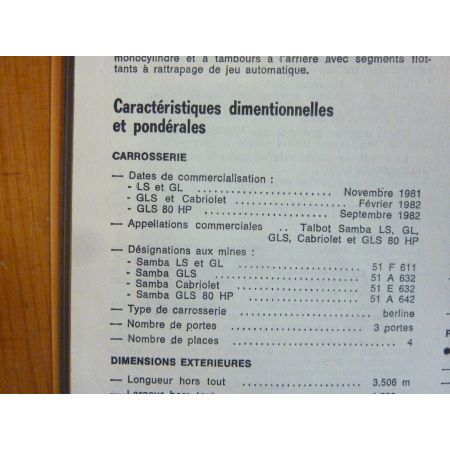 monocylindre et à tambours à l'arrière avec segments flot-
tants à rattrapage de jeu automatique.
Caractéristiques dimentionnelles
et pondérales
CARROSSERIE
— Dates de commercialisation :
- LS et GL .................. Novembre 1981
- GLS et Cabriolet .................. Février 1982
- GLS 80 HP .................. Septembre 1982
— Appellations commerciales .. Talbot Samba LS, GL,
GLS, Cabriolet et GLS 80 HP
— Désignations aux mines :
- Samba LS et GL .................. 51 F 611
- Samba GLS .................. 51 A 632
- Samba Cabriolet .................. 51 E 632
- Samba GLS 80 HP .................. 51 A 642
— Type de carrosserie .................. berline
— Nombre de portes .................. 3 portes
— Nombre de places .................. 4
DIMENSIONS EXTERIEURES
— Longueur hors tout .................. 3,506 m
— Largeur hors tout